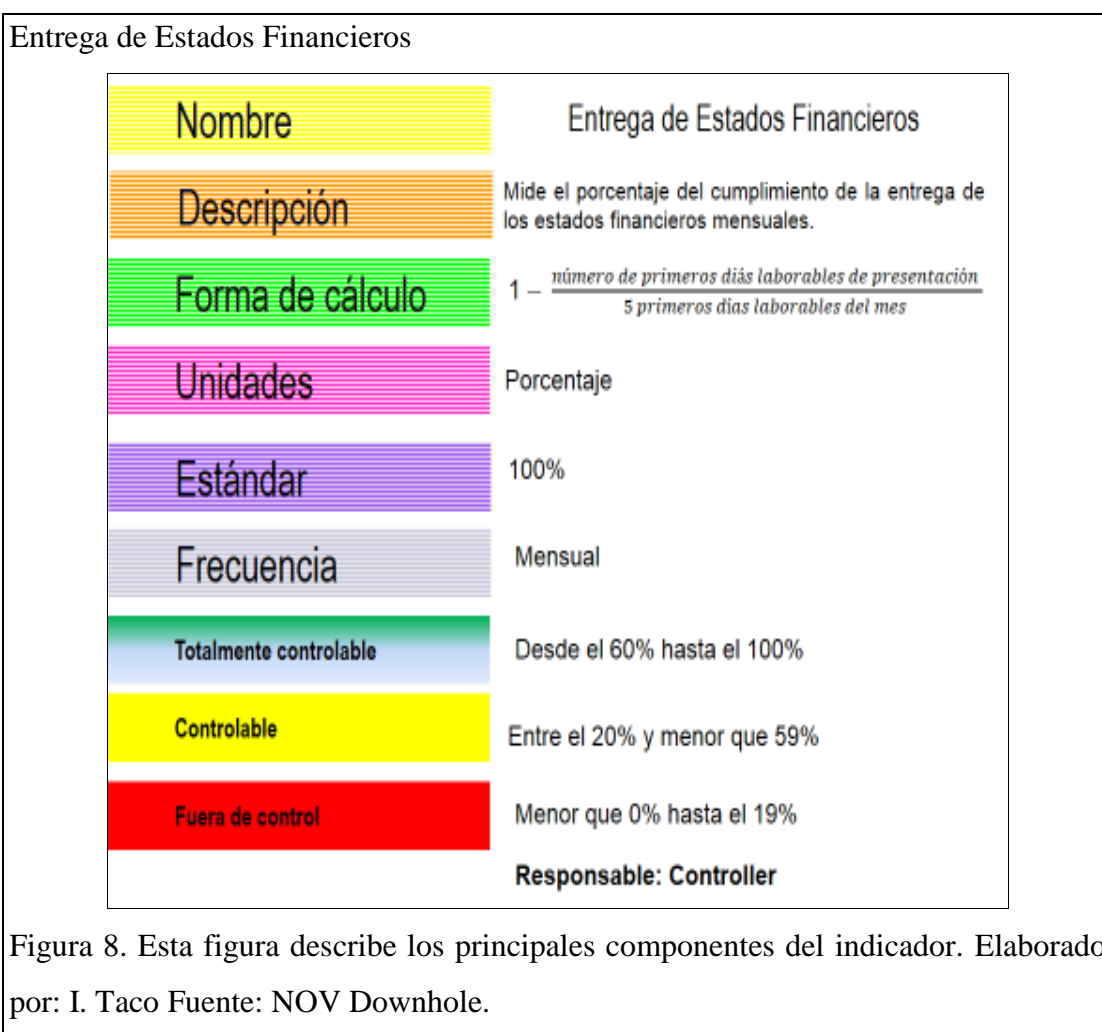 Entrega de Estados Financieros
Nombre
Entrega de Estados Financieros
Descripción
Mide el porcentaje del cumplimiento de la entrega de
los estados financieros mensuales.
Forma de cálculo
1 − número de primeros diás laborables de presentación
5 primeros días laborables del mes
Unidades
Porcentaje
Estándar
100%
Frecuencia
Mensual
Totalmente controlable
Desde el 60% hasta el 100%
Controlable
Entre el 20% y menor que 59%
Fuera de control
Menor que 0% hasta el 19%
Responsable: Controller
Figura 8. Esta figura describe los principales componentes del indicador. Elaborado
por: I. Taco Fuente: NOV Downhole.